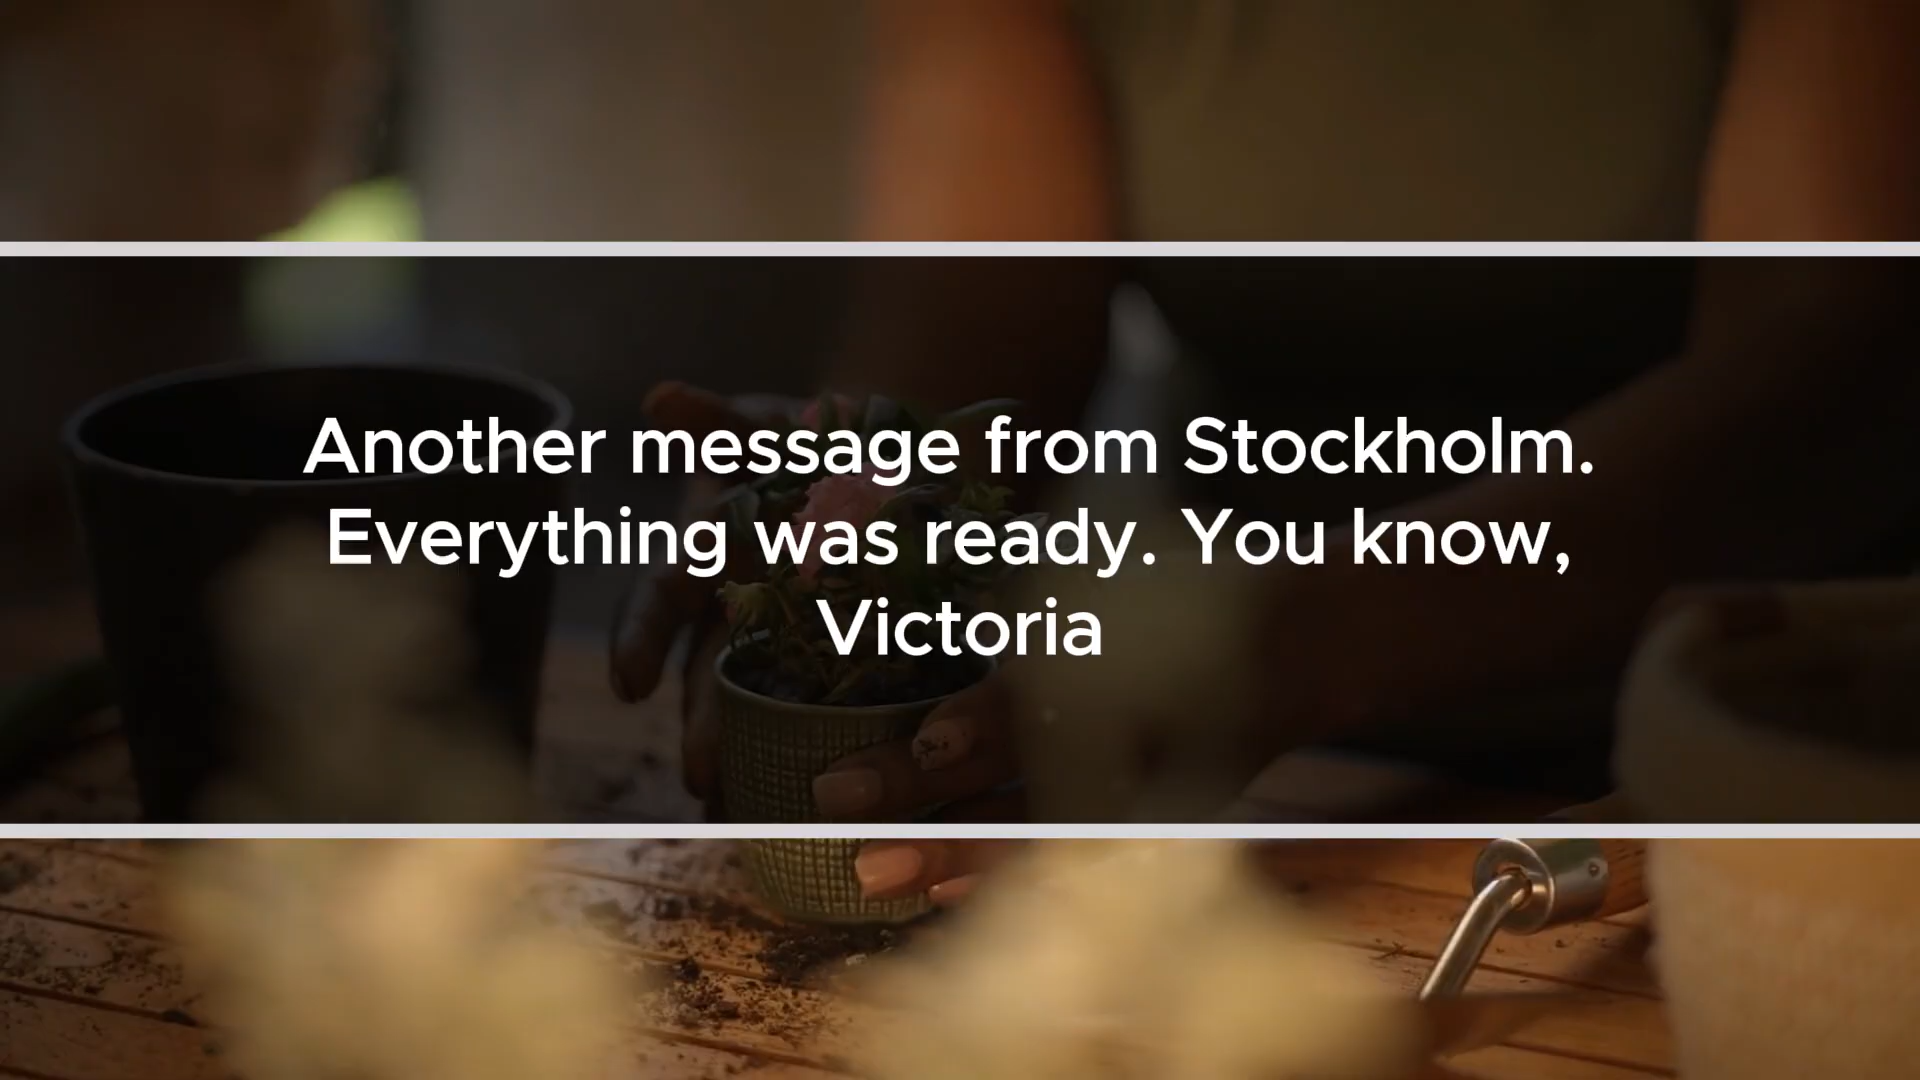 Another message from Stockholm.
Everything was ready. You know,
Victoria